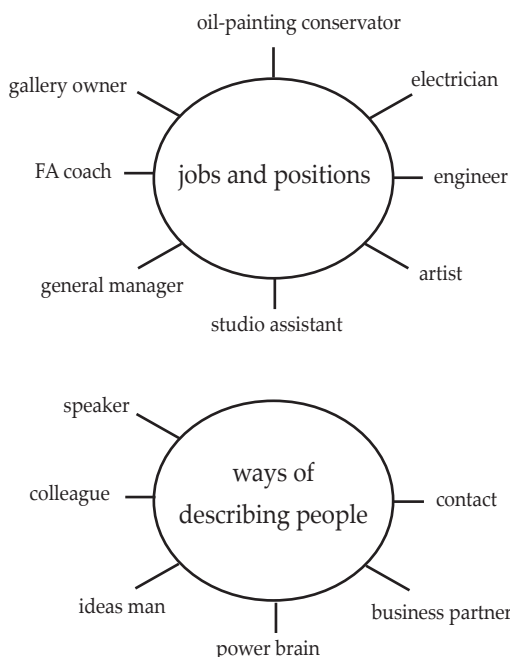 oil-painting conservator
gallery owner
electrician
FA coach
jobs and positions
engineer
general manager
artist
studio assistant
speaker
ways of
describing people
colleague
contact
ideas man
business partner
power brain